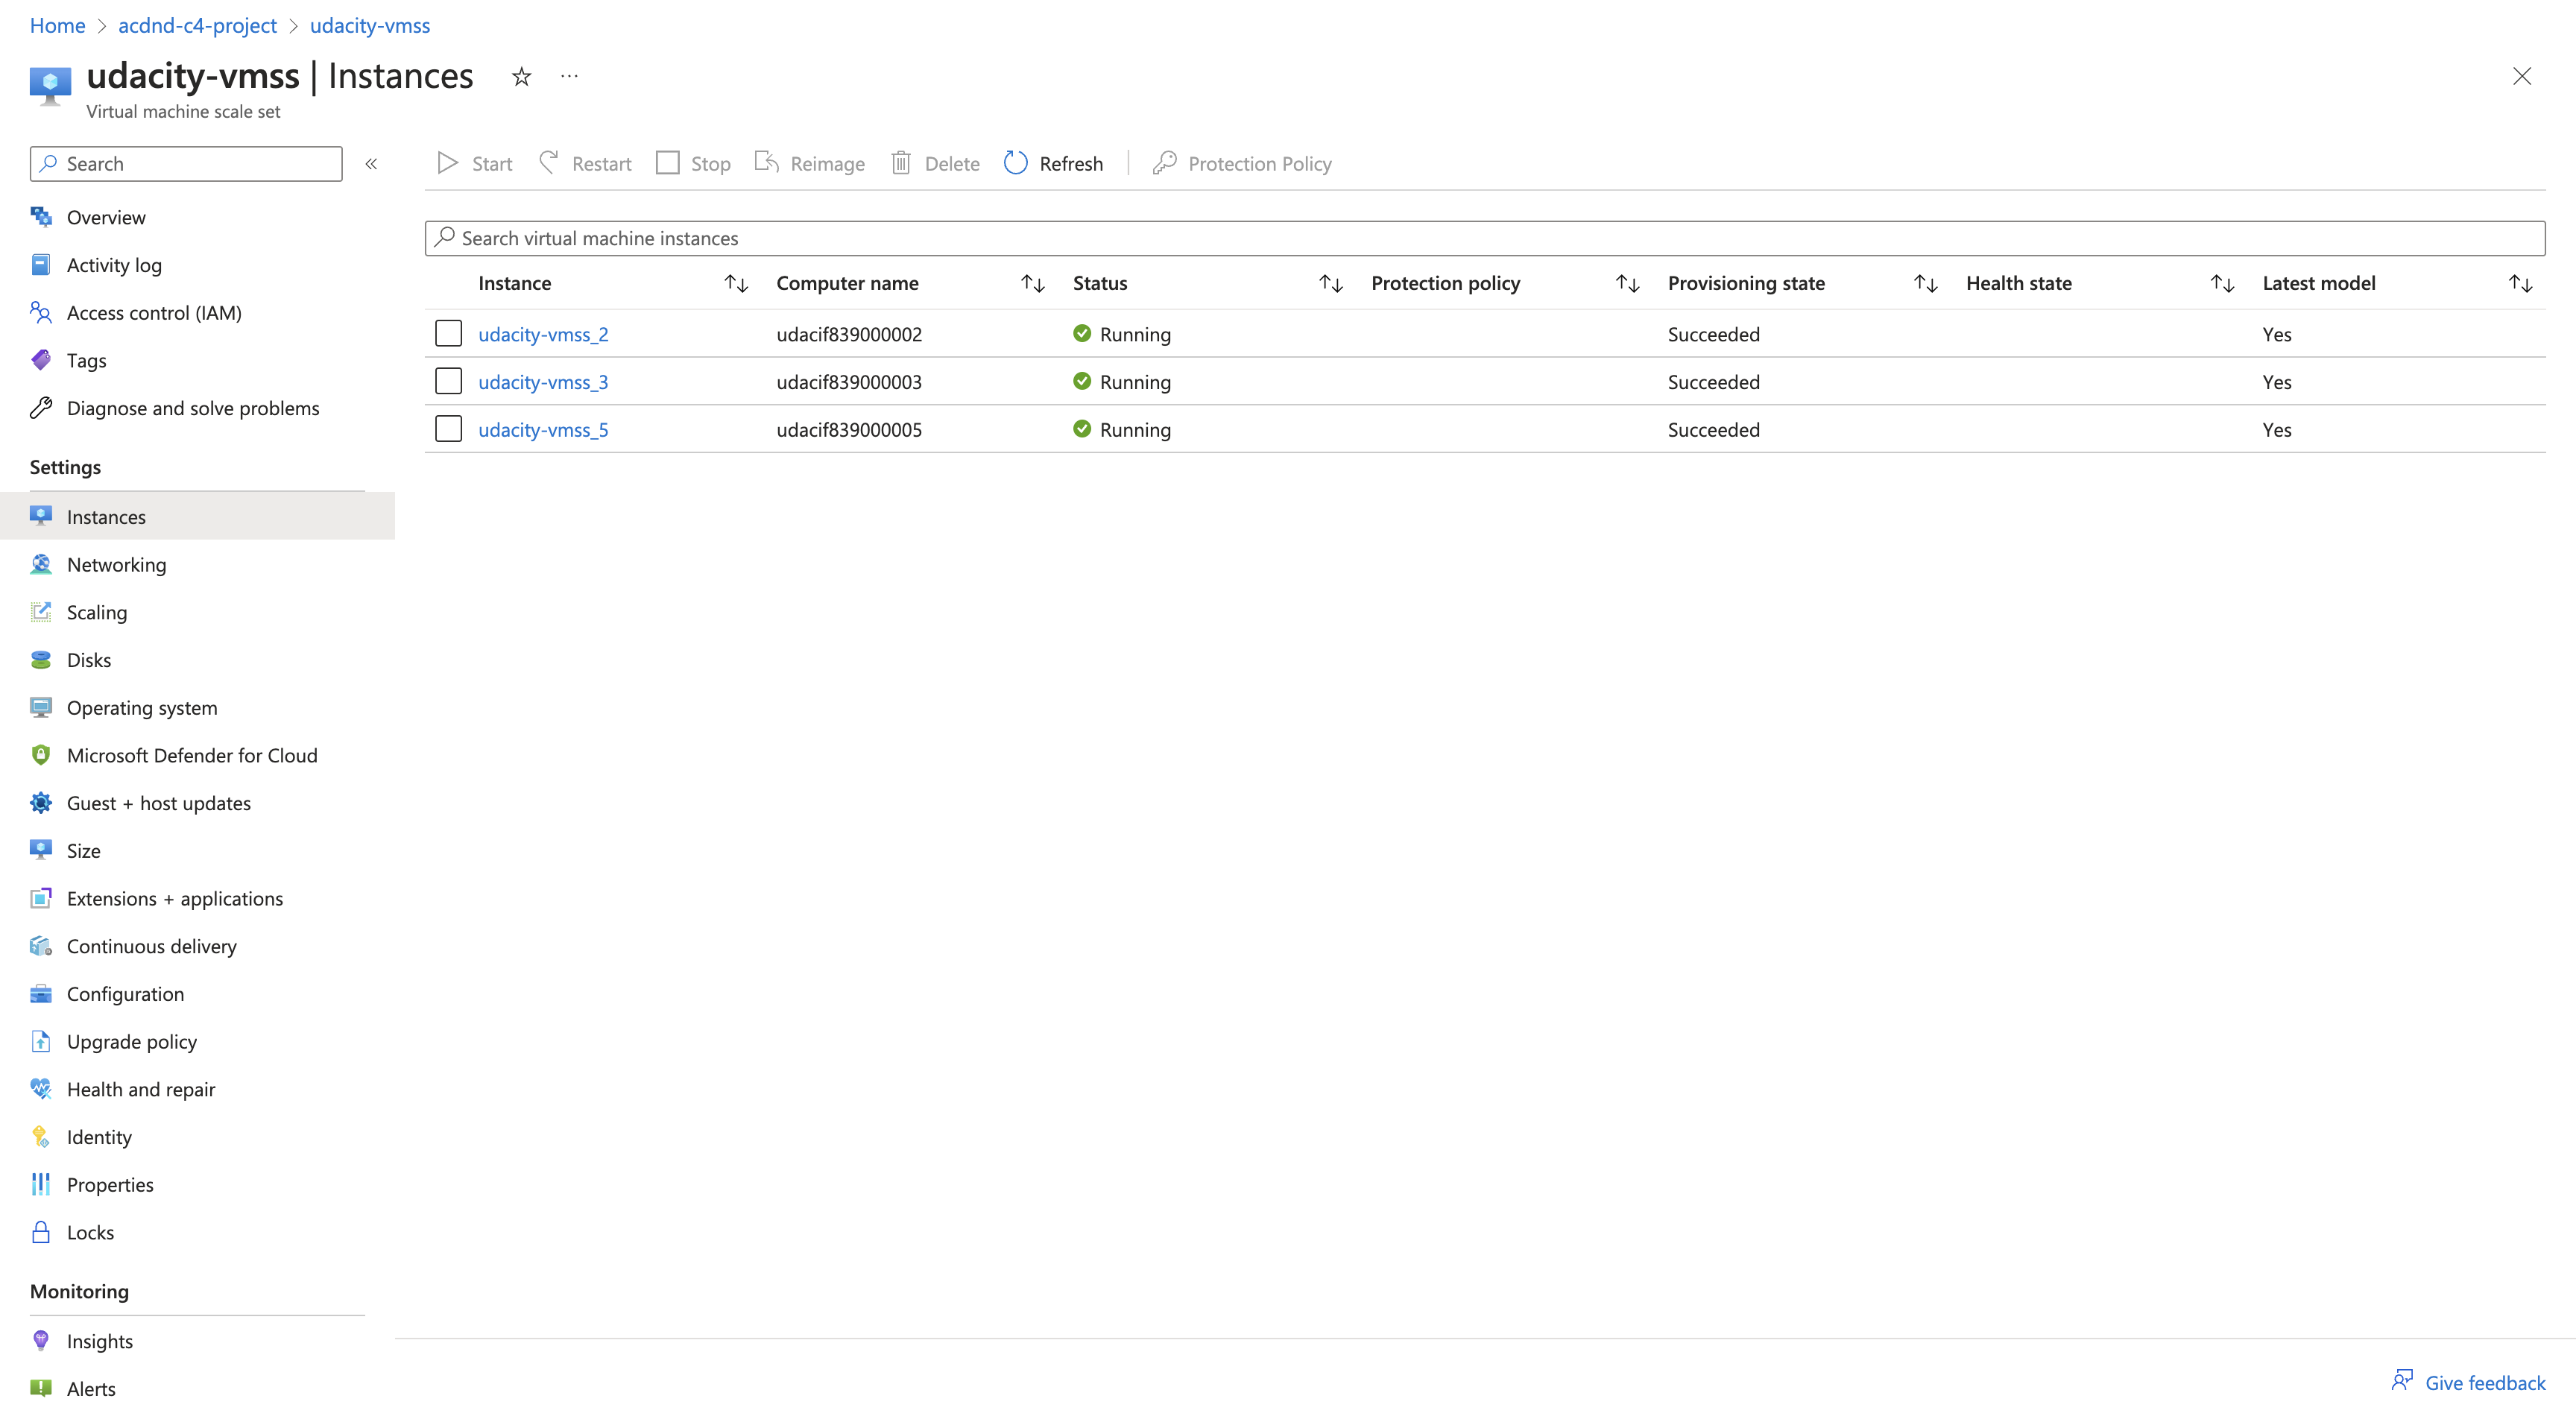 Home > acdnd-c4-project > udacity-vmss
udacity-vmss | Instances ☆ ...
Virtual machine scale set
Search «
Overview
Activity log
Access control (IAM)
Tags
Diagnose and solve problems
Settings
Instances
Networking
Scaling
Disks
Operating system
Microsoft Defender for Cloud
Guest + host updates
Size
Extensions + applications
Continuous delivery
Configuration
Upgrade policy
Health and repair
Identity
Properties
Locks
Monitoring
Insights
Alerts
Start Restart Stop Reimage Delete Refresh Protection Policy
Search virtual machine instances
Instance Computer name Status Protection policy Provisioning state Health state Latest model
udacity-vmss_2 udacif839000002 Running Succeeded Yes
udacity-vmss_3 udacif839000003 Running Succeeded Yes
udacity-vmss_5 udacif839000005 Running Succeeded Yes
Give feedback